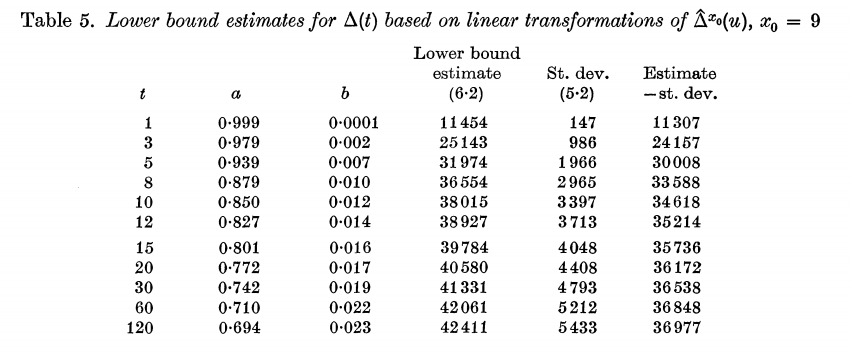 Table 5. Lower bound estimates for Δ(t) based on linear transformations of Δ̂ˣ⁰(u), x₀ = 9
Lower bound
estimate St. dev. Estimate
t a b (6·2) (5·2) −st. dev.
1 0·999 0·0001 11454 147 11307
3 0·979 0·002 25143 986 24157
5 0·939 0·007 31974 1966 30008
8 0·879 0·010 36554 2965 33588
10 0·850 0·012 38015 3397 34618
12 0·827 0·014 38927 3713 35214
15 0·801 0·016 39784 4048 35736
20 0·772 0·017 40580 4408 36172
30 0·742 0·019 41331 4793 36538
60 0·710 0·022 42061 5212 36848
120 0·694 0·023 42411 5433 36977